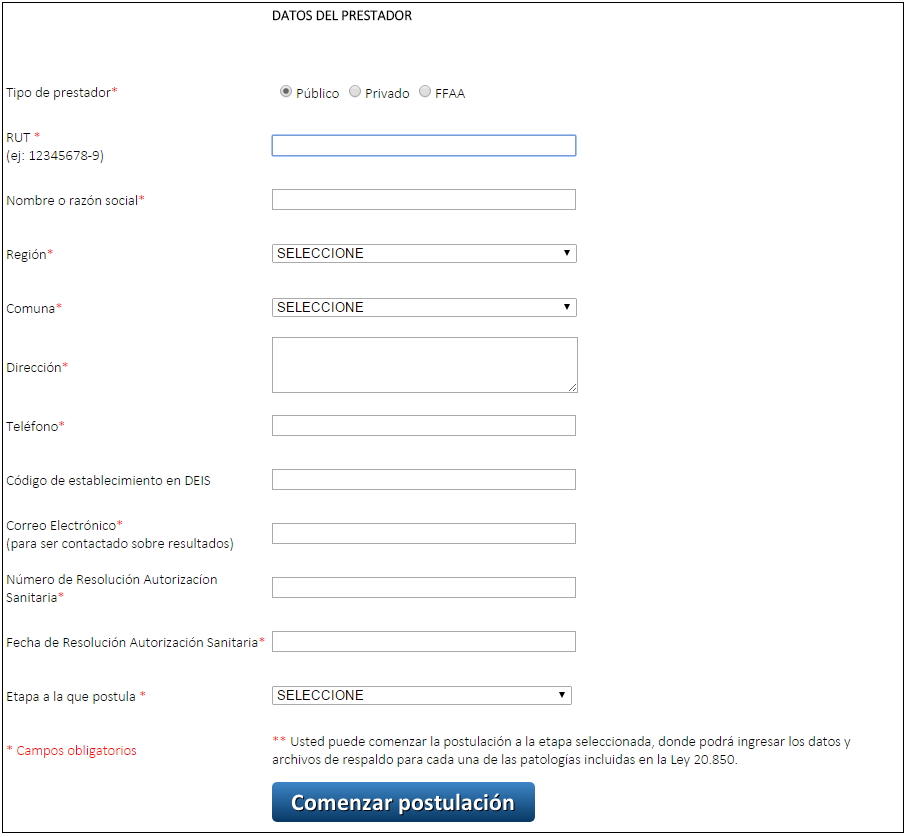 DATOS DEL PRESTADOR
Tipo de prestador* Público Privado FFAA
RUT *
(ej: 12345678-9)
Nombre o razón social*
Región* SELECCIONE
Comuna* SELECCIONE
Dirección*
Teléfono*
Código de establecimiento en DEIS
Correo Electrónico*
(para ser contactado sobre resultados)
Número de Resolución Autorizacíon
Sanitaria*
Fecha de Resolución Autorización Sanitaria*
Etapa a la que postula * SELECCIONE
* Campos obligatorios
** Usted puede comenzar la postulación a la etapa seleccionada, donde podrá ingresar los datos y
archivos de respaldo para cada una de las patologías incluidas en la Ley 20.850.
Comenzar postulación